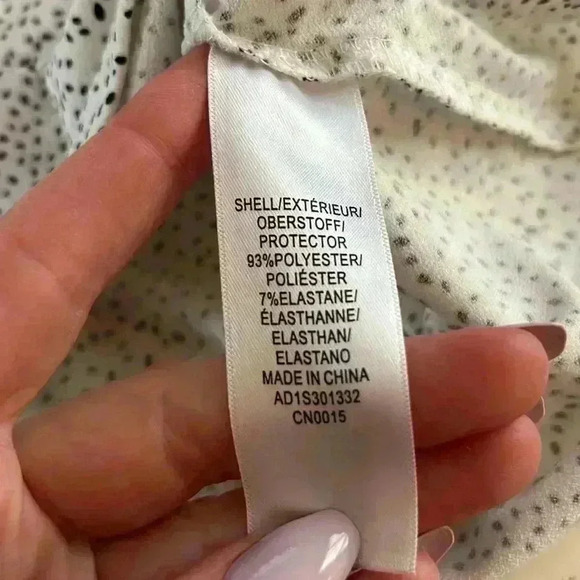 SHELL/EXTÉRIEUR/
OBERSTOFF/
PROTECTOR
93%POLYESTER/
POLIÉSTER
7%ELASTANE/
ÉLASTHANNE/
ELASTHAN/
ELASTANO
MADE IN CHINA
AD1S301332
CN0015